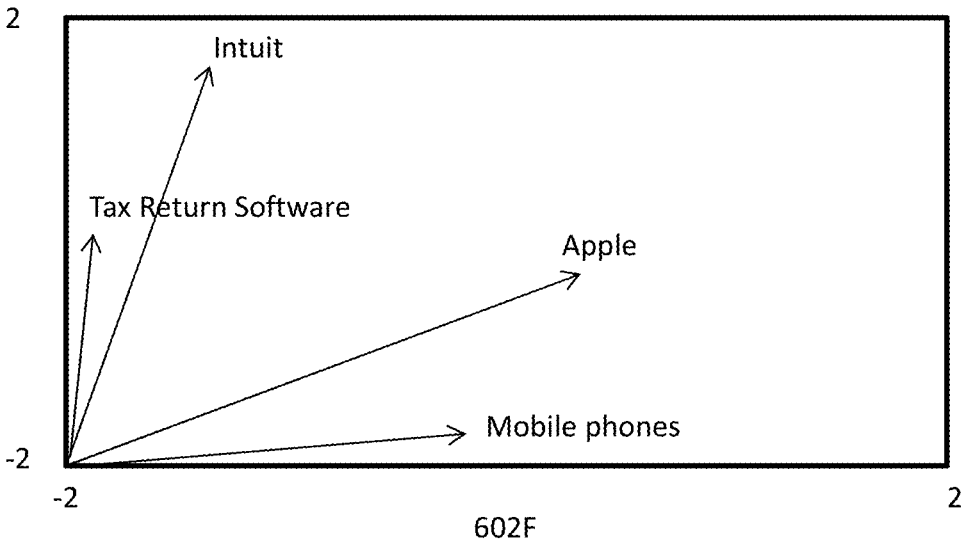 2
Intuit
Tax Return Software
Apple
Mobile phones
-2
-2
2
602F